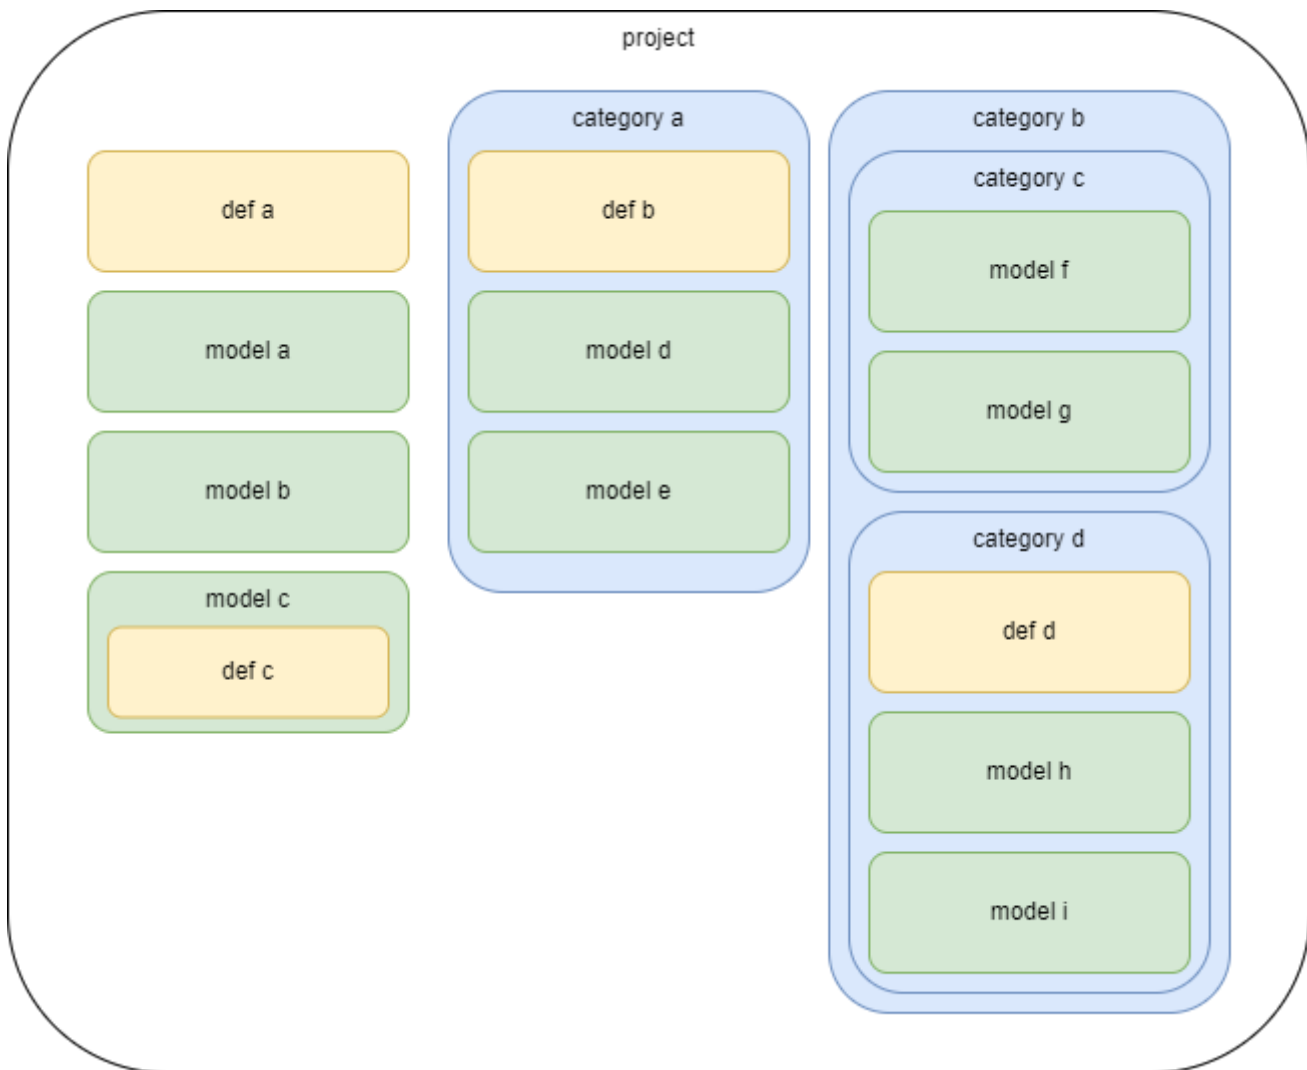 project
def a
model a
model b
model c
def c
category a
def b
model d
model e
category b
category c
model f
model g
category d
def d
model h
model i